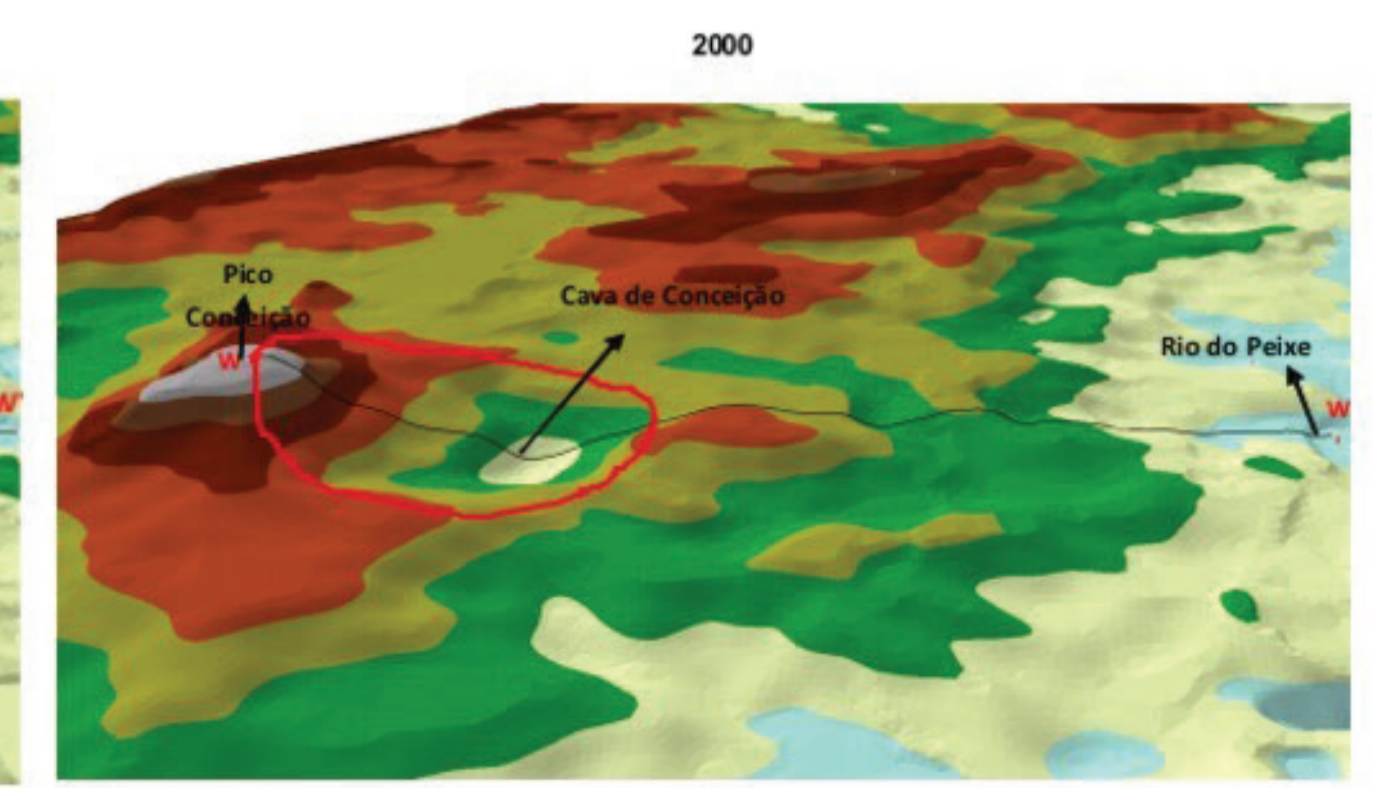 2000
Pico
Conceição
Cava de Conceição
Rio do Peixe
W
W
W'